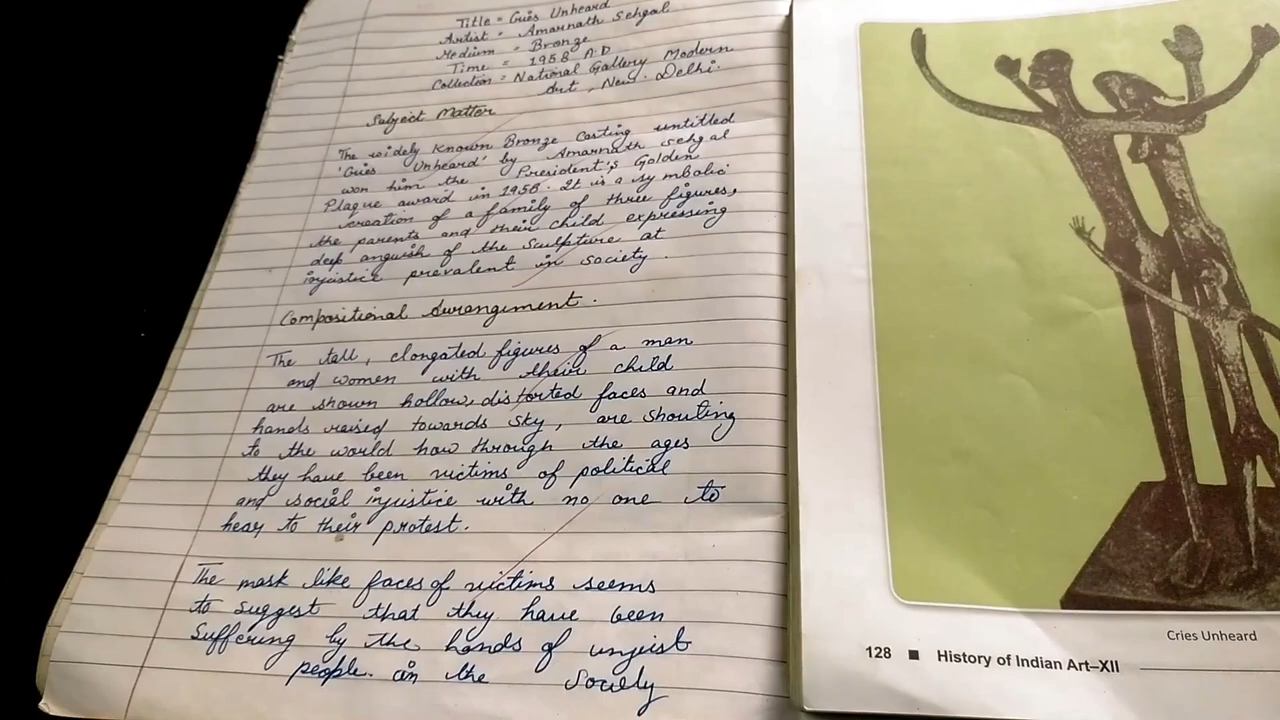 Title = Cries Unheard
Artist = Amarnath Sehgal
Medium = Bronze
Time = 1958 A.D
Collection = National Gallery Modern
Art, New Delhi.
Subject Matter
The widely known Bronze Casting untitled
'Cries Unheard' by Amarnath Sehgal
won him the President's Golden
Plaque award in 1958. It is a symbolic
creation of a family of three figures,
the parents and their child expressing
deep anguish of the sculpture at
injustice prevalent in society.
Compositional Arrangement.
The tall, elongated figures of a man
and women with their child
are shown hollow, distorted faces and
hands raised towards sky, are shouting
to the world how through the ages
they have been victims of political
and social injustice with no one to
hear to their protest.
The mask like faces of victims seems
to suggest that they have been
suffering by the hands of unjust
people. in the Society
Cries Unheard
128 ■ History of Indian Art–XII